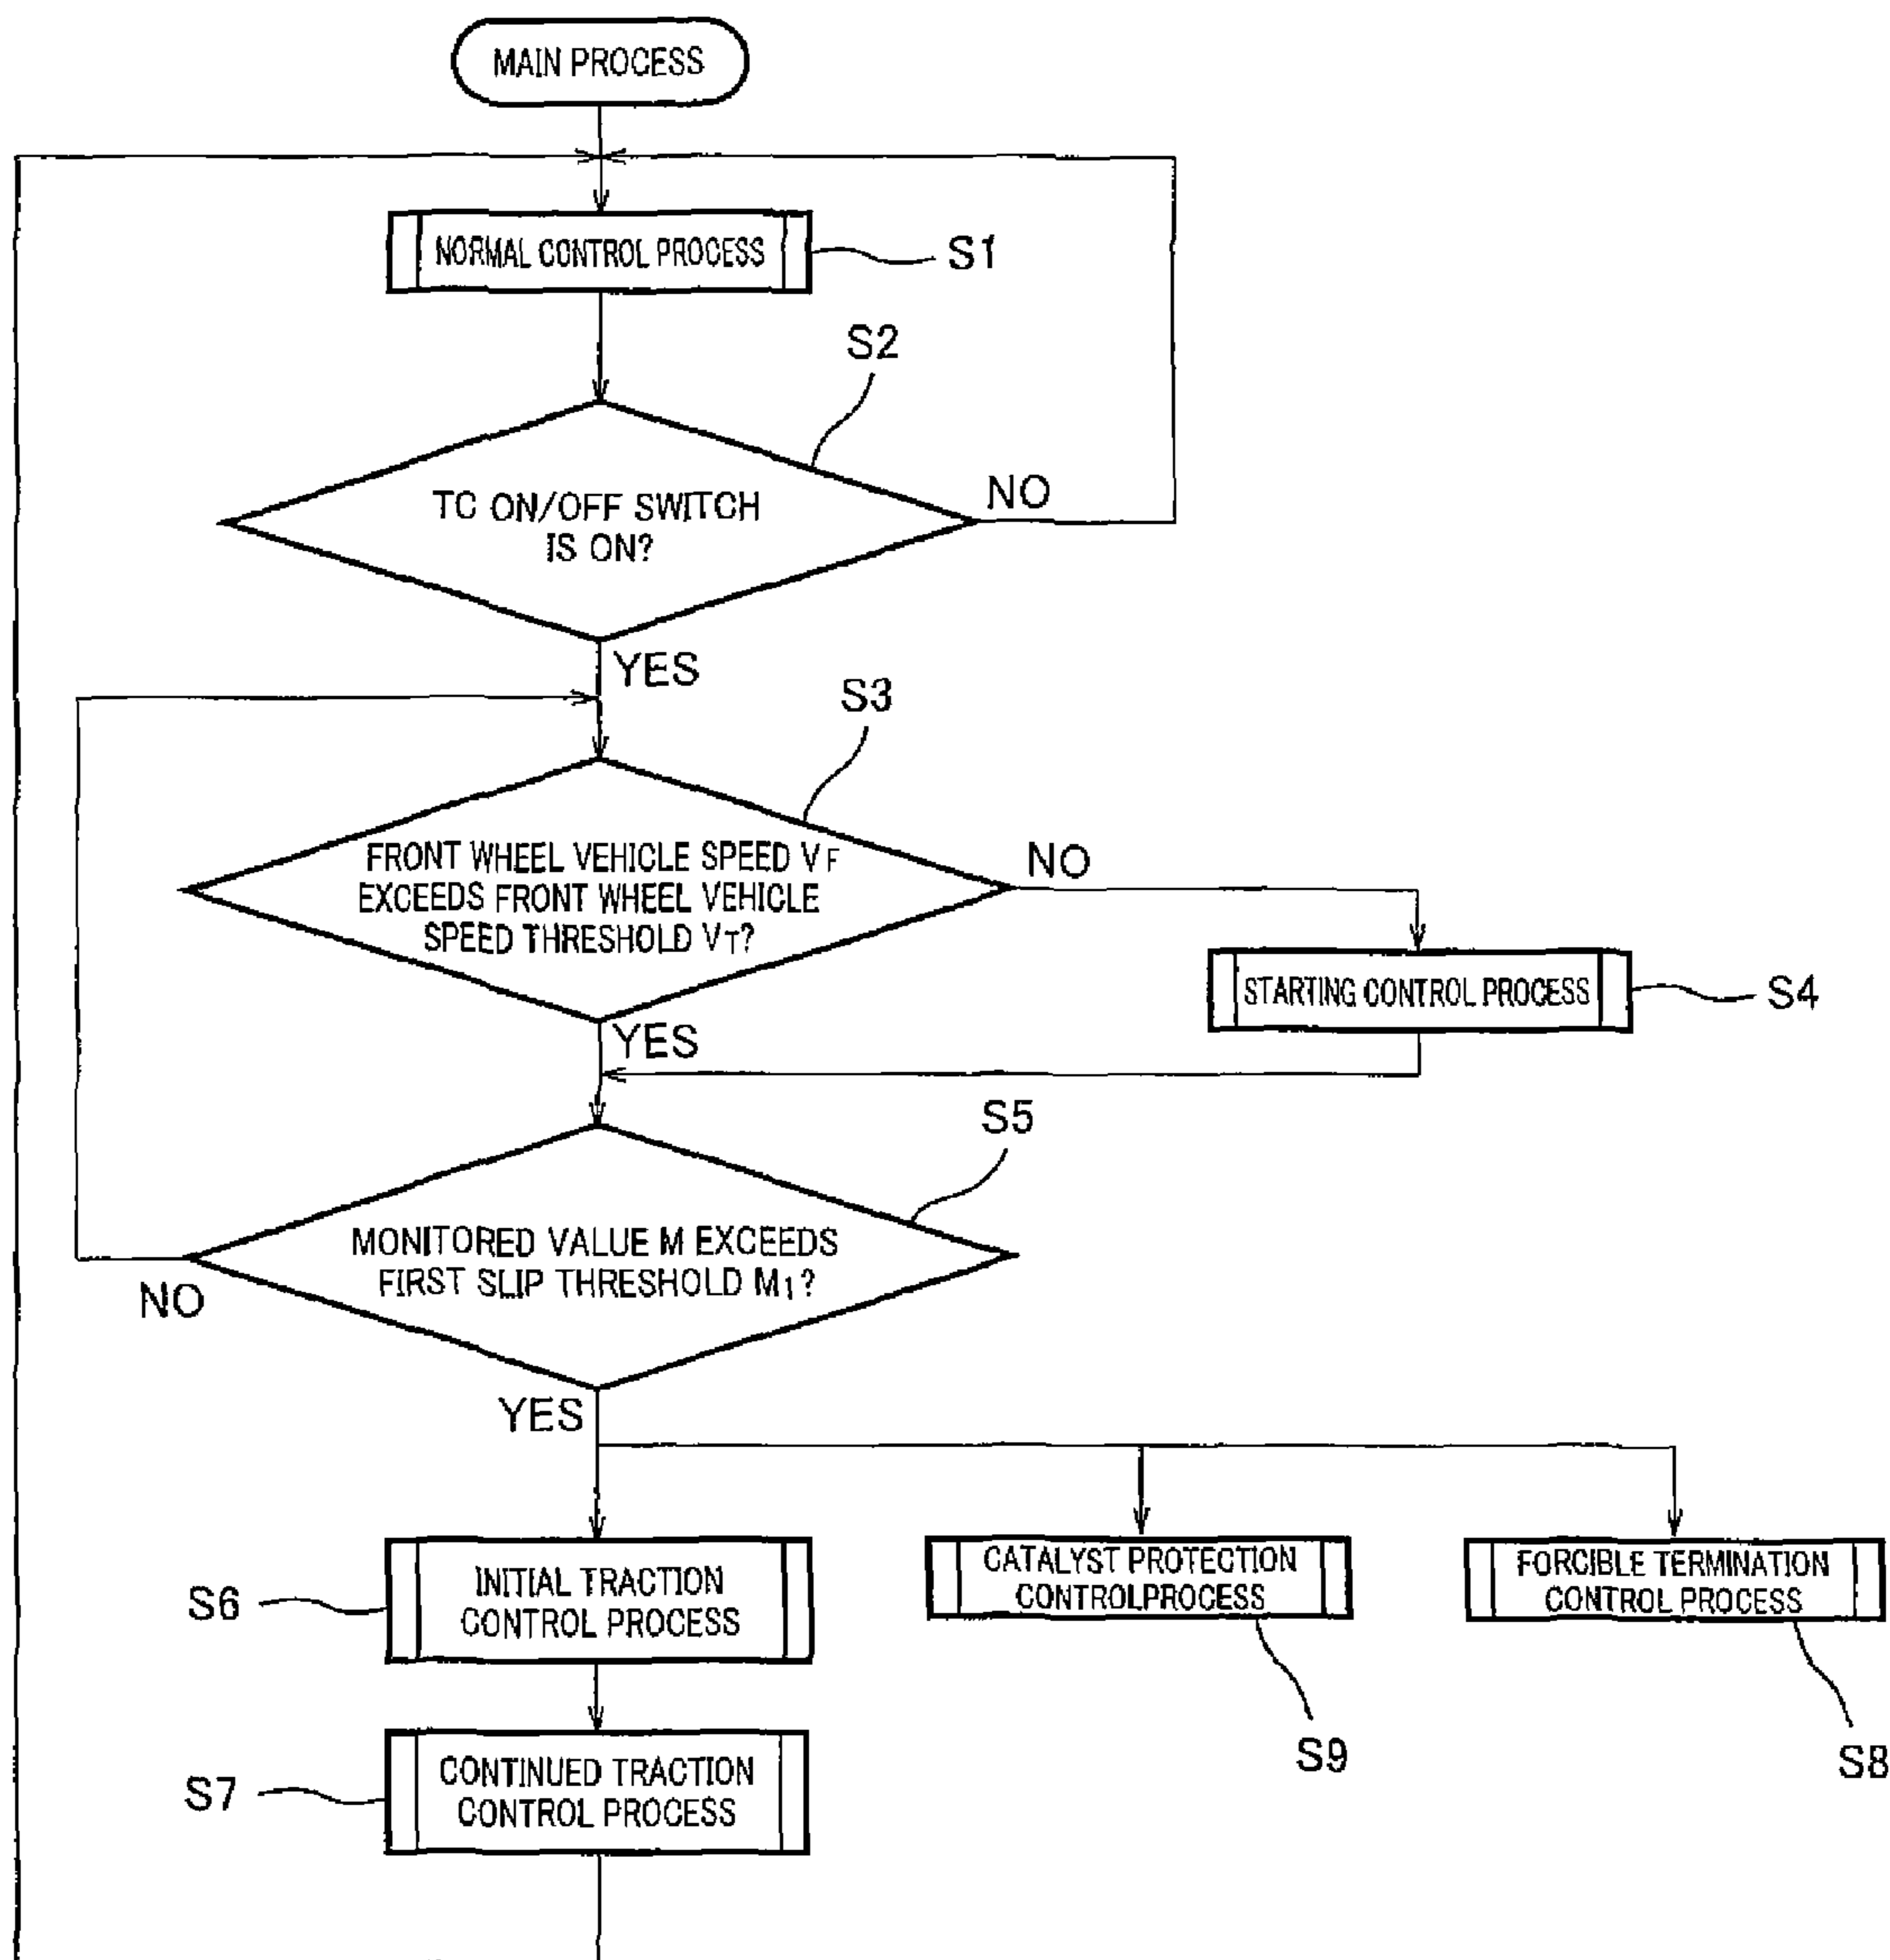 MAIN PROCESS
NORMAL CONTROL PROCESS
S1
S2
TC ON/OFF SWITCH
IS ON?
NO
YES
S3
FRONT WHEEL VEHICLE SPEED VF
EXCEEDS FRONT WHEEL VEHICLE
SPEED THRESHOLD VT?
NO
STARTING CONTROL PROCESS
S4
YES
S5
MONITORED VALUE M EXCEEDS
FIRST SLIP THRESHOLD M1?
NO
YES
S6
INITIAL TRACTION
CONTROL PROCESS
CATALYST PROTECTION
CONTROLPROCESS
FORCIBLE TERMINATION
CONTROL PROCESS
S9
S8
S7
CONTINUED TRACTION
CONTROL PROCESS